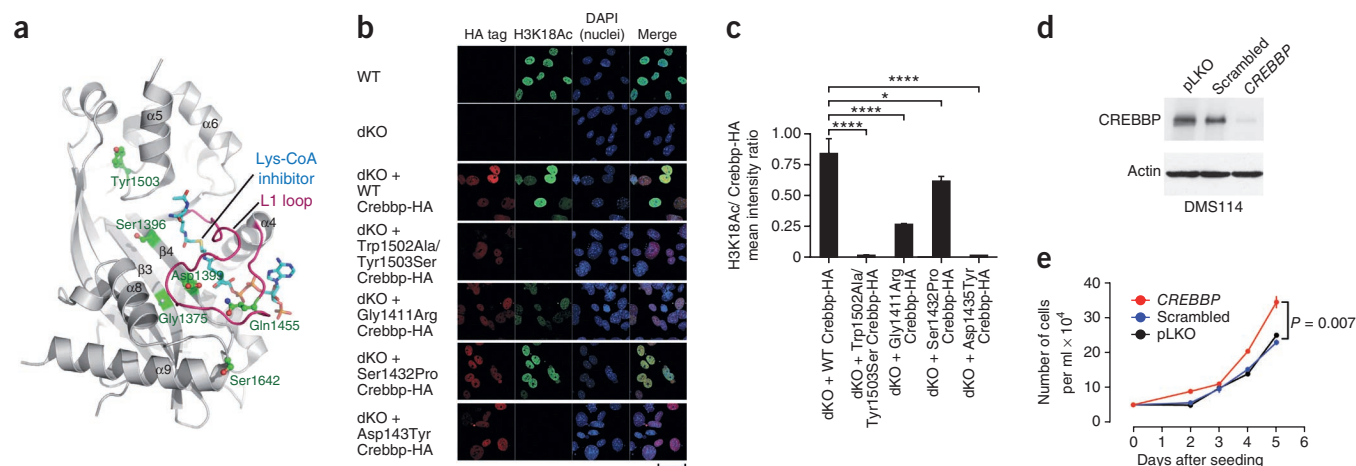 a
α5
α6
Tyr1503
Lys-CoA
inhibitor
L1 loop
Ser1396
α4
β4
β3
Asp1399
α8
Gly1375
Gln1455
α9
Ser1642
b
HA tag
H3K18Ac
DAPI
(nuclei)
Merge
WT
dKO
dKO +
WT
Crebbp-HA
dKO +
Trp1502Ala/
Tyr1503Ser
Crebbp-HA
dKO +
Gly1411Arg
Crebbp-HA
dKO +
Ser1432Pro
Crebbp-HA
dKO +
Asp143Tyr
Crebbp-HA
c
H3K18Ac/ Crebbp-HA
mean intensity ratio
****
*
****
****
1.00
0.75
0.50
0.25
0
dKO + WT Crebbp-HA
dKO + Trp1502Ala/
Tyr1503Ser Crebbp-HA
dKO + Gly1411Arg
Crebbp-HA
dKO + Ser1432Pro
Crebbp-HA
dKO + Asp1435Tyr
Crebbp-HA
d
pLKO
Scrambled
CREBBP
CREBBP
Actin
DMS114
e
Number of cells
per ml × 10⁴
40
30
20
10
0
CREBBP
Scrambled
pLKO
P = 0.007
0 1 2 3 4 5 6
Days after seeding